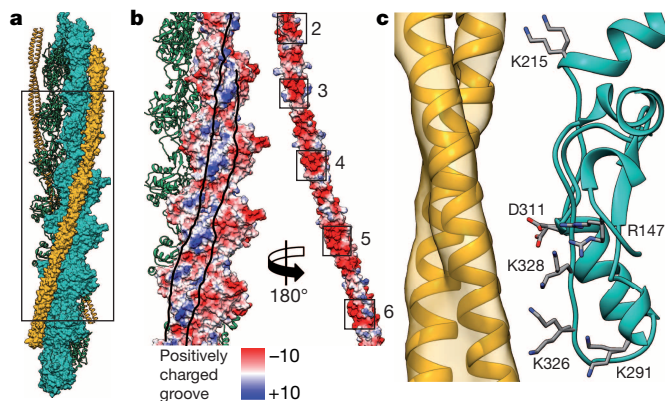 a
b
c
2
3
4
5
6
180°
Positively
charged
groove
−10
+10
K215
D311
R147
K328
K326
K291